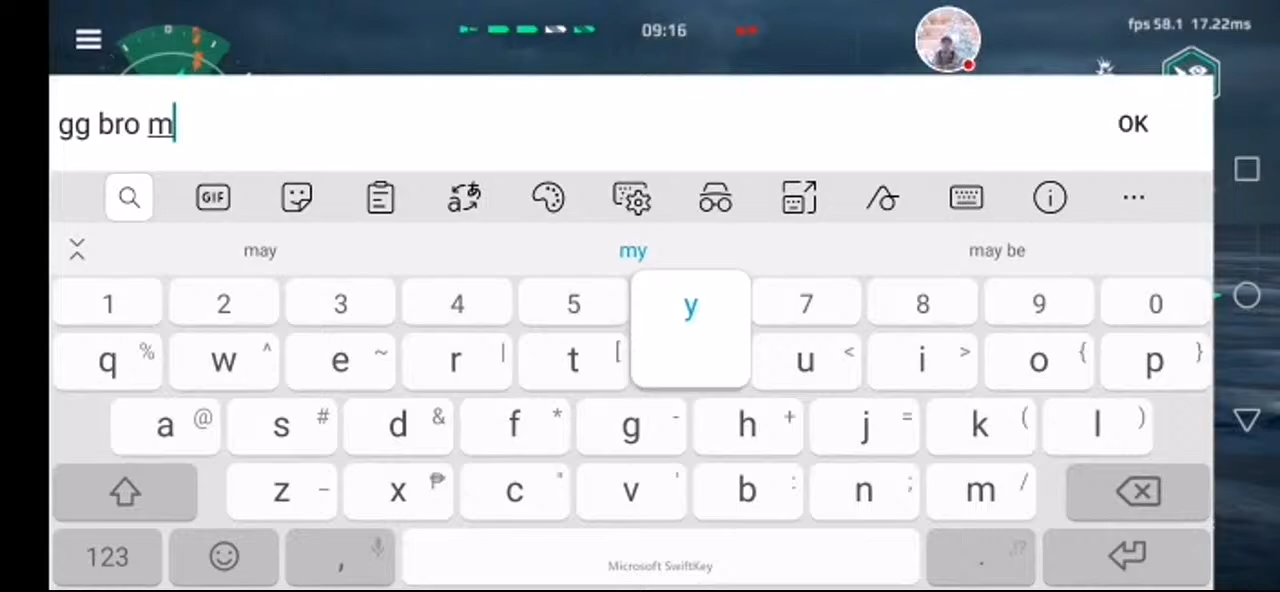 09:16
fps 58.1 17.22ms
gg bro m
OK
GIF
may my may be
1 2 3 4 5 y 7 8 9 0
q % w ^ e ~ r | t [ u < i > o { p }
a @ s # d & f * g - h + j = k ( l )
z _ x ₱ c " v ' b : n ; m /
123 , Microsoft SwiftKey . ,!?